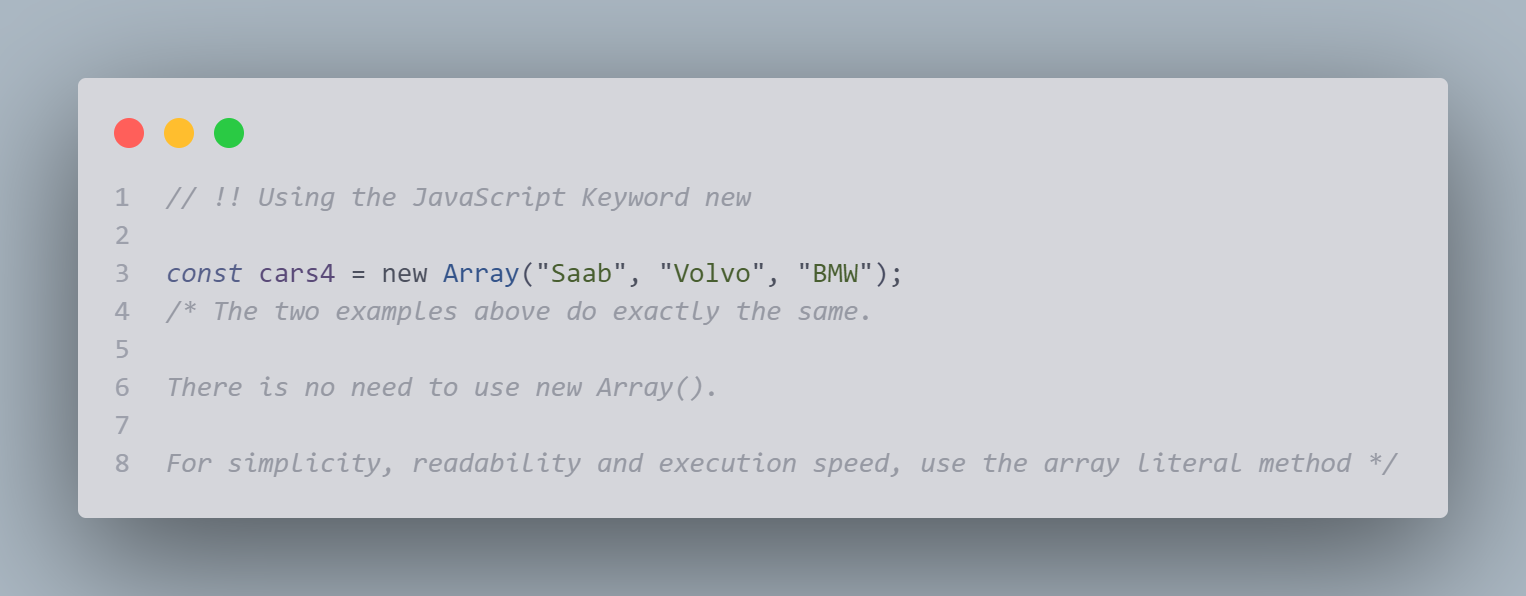 1 // !! Using the JavaScript Keyword new
2
3 const cars4 = new Array("Saab", "Volvo", "BMW");
4 /* The two examples above do exactly the same.
5
6 There is no need to use new Array().
7
8 For simplicity, readability and execution speed, use the array literal method */